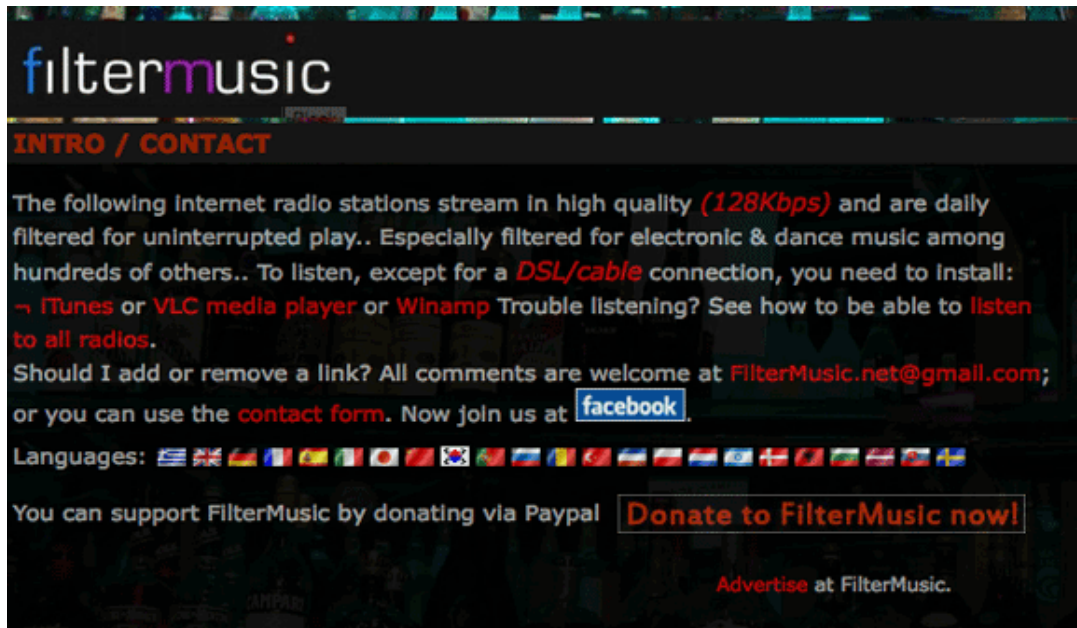 filtermusic
INTRO / CONTACT
The following internet radio stations stream in high quality (128Kbps) and are daily
filtered for uninterrupted play.. Especially filtered for electronic & dance music among
hundreds of others.. To listen, except for a DSL/cable connection, you need to install:
¬ ITunes or VLC media player or Winamp Trouble listening? See how to be able to listen
to all radios.
Should I add or remove a link? All comments are welcome at FilterMusic.net@gmail.com;
or you can use the contact form. Now join us at facebook.
Languages:
You can support FilterMusic by donating via Paypal Donate to FilterMusic now!
Advertise at FilterMusic.
CAMPARI